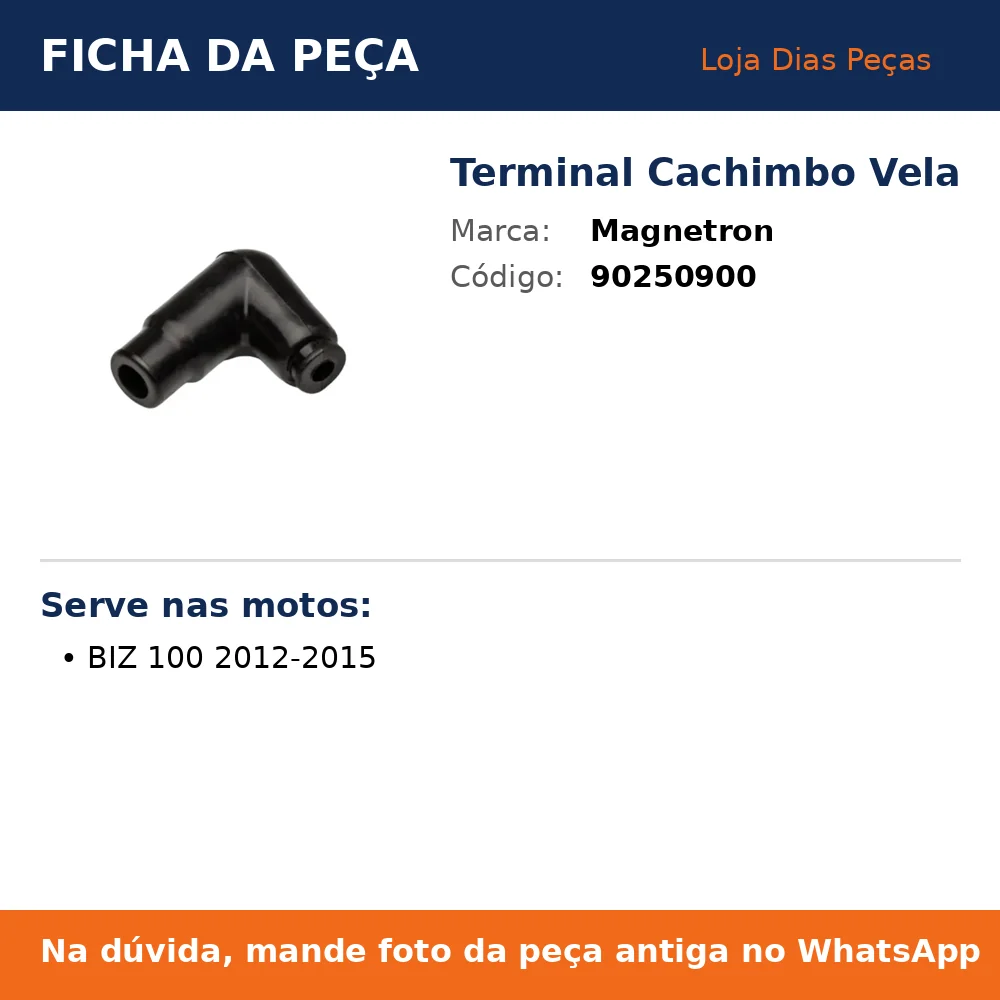 FICHA DA PEÇA
Loja Dias Peças
Terminal Cachimbo Vela
Marca: Magnetron
Código: 90250900
Serve nas motos:
• BIZ 100 2012-2015
Na dúvida, mande foto da peça antiga no WhatsApp